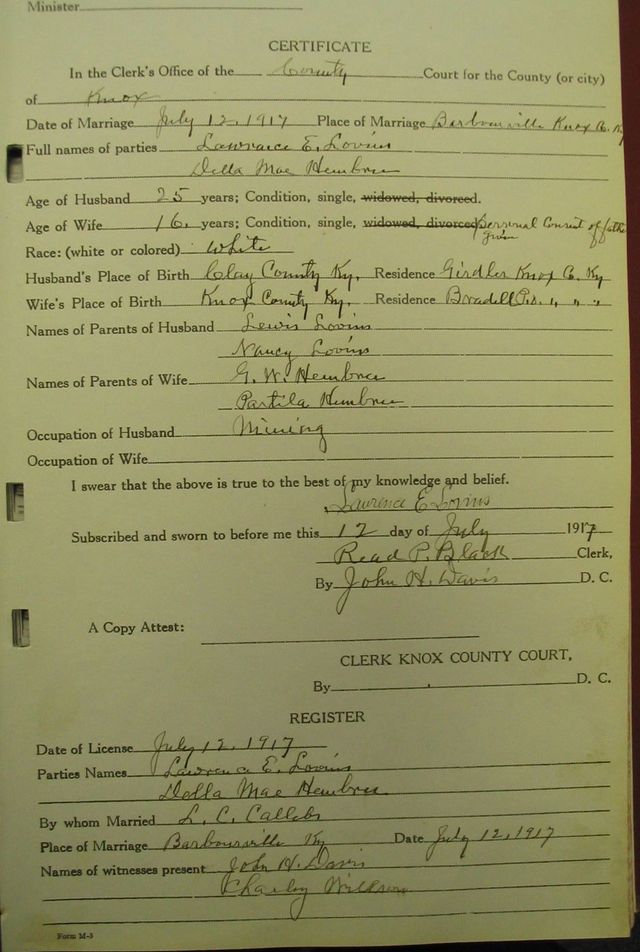 Minister
CERTIFICATE
In the Clerk's Office of the County Court for the County (or city)
of Knox
Date of Marriage July 12, 1917 Place of Marriage Barbourville Knox Co. Ky
Full names of parties Lawrence E. Lovins
Della Mae Hembree
Age of Husband 25 years; Condition, single, widowed, divorced.
Age of Wife 16. years; Condition, single, widowed, divorced personal Consent of father
given
Race: (white or colored) White
Husband's Place of Birth Clay County Ky. Residence Girdler Knox Co. Ky
Wife's Place of Birth Knox County Ky. Residence P.O. " " "
Names of Parents of Husband Lewis Lovins
Nancy Lovins
Names of Parents of Wife G. W. Hembree
Partila Hembree
Occupation of Husband Mining
Occupation of Wife
I swear that the above is true to the best of my knowledge and belief.
Lawrence E Lovins
Subscribed and sworn to before me this 12 day of July 1917
Read P. Black Clerk,
By John H. Davis D. C.
A Copy Attest:
CLERK KNOX COUNTY COURT,
By D. C.
REGISTER
Date of License July 12, 1917
Parties Names Lawrence E. Lovins
Della Mae Hembree
By whom Married L. C. Callebs
Place of Marriage Barbourville Ky Date July 12, 1917
Names of witnesses present John H. Davis
Charley Willson
Form M-3